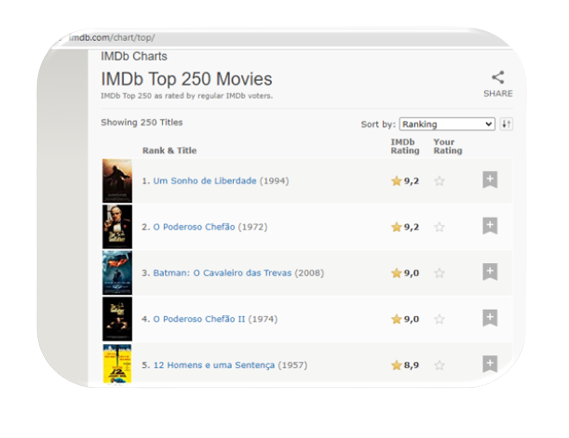 imdb.com/chart/top/
IMDb Charts
IMDb Top 250 Movies
IMDb Top 250 as rated by regular IMDb voters.
SHARE
Showing 250 Titles
Sort by: Ranking
Rank & Title IMDb Rating Your Rating
1. Um Sonho de Liberdade (1994) 9,2
2. O Poderoso Chefão (1972) 9,2
3. Batman: O Cavaleiro das Trevas (2008) 9,0
4. O Poderoso Chefão II (1974) 9,0
5. 12 Homens e uma Sentença (1957) 8,9